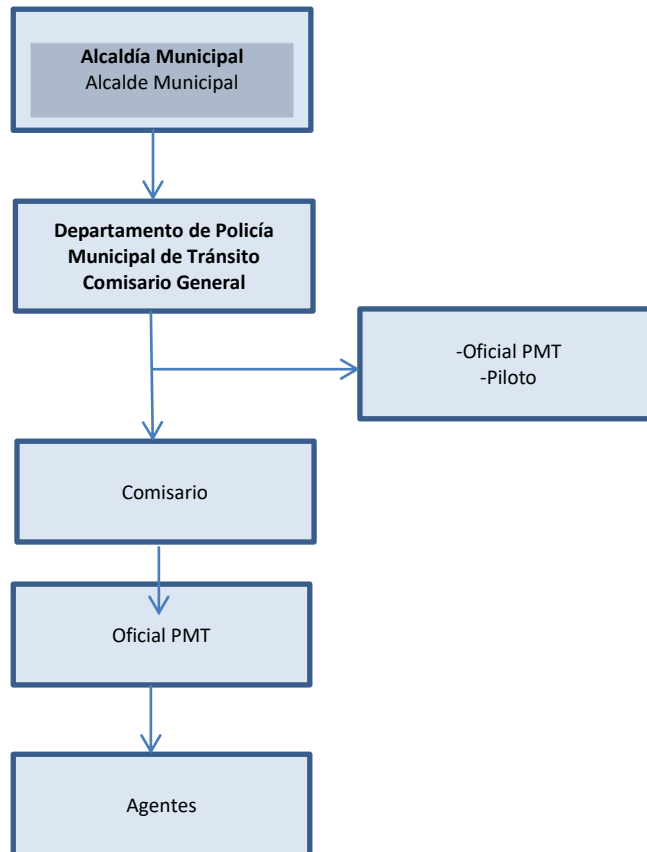 Alcaldía Municipal
Alcalde Municipal
Departamento de Policía
Municipal de Tránsito
Comisario General
-Oficial PMT
-Piloto
Comisario
Oficial PMT
Agentes